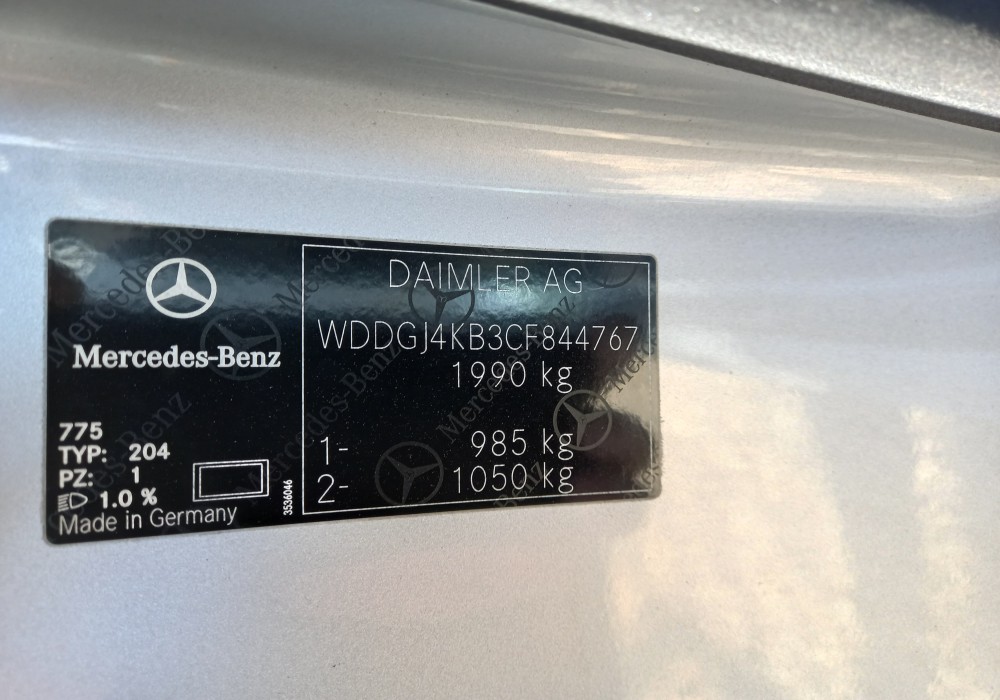 Mercedes-Benz
775
TYP: 204
PZ: 1
1.0 %
Made in Germany
3536046
DAIMLER AG
WDDGJ4KB3CF844767
1990 kg
1- 985 kg
2- 1050 kg